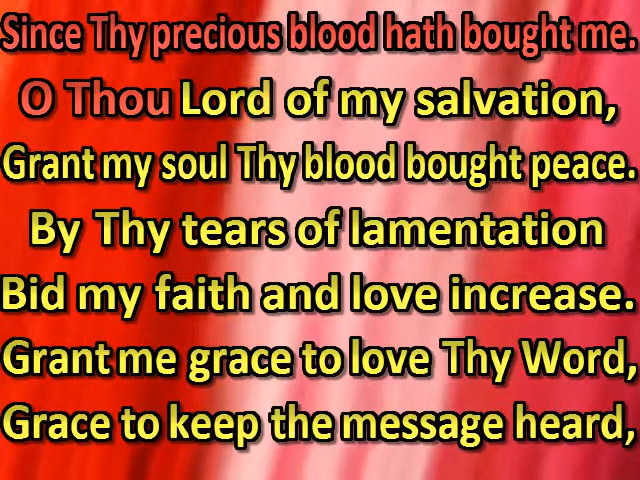 Since Thy precious blood hath bought me.
O Thou Lord of my salvation,
Grant my soul Thy blood bought peace.
By Thy tears of lamentation
Bid my faith and love increase.
Grant me grace to love Thy Word,
Grace to keep the message heard,